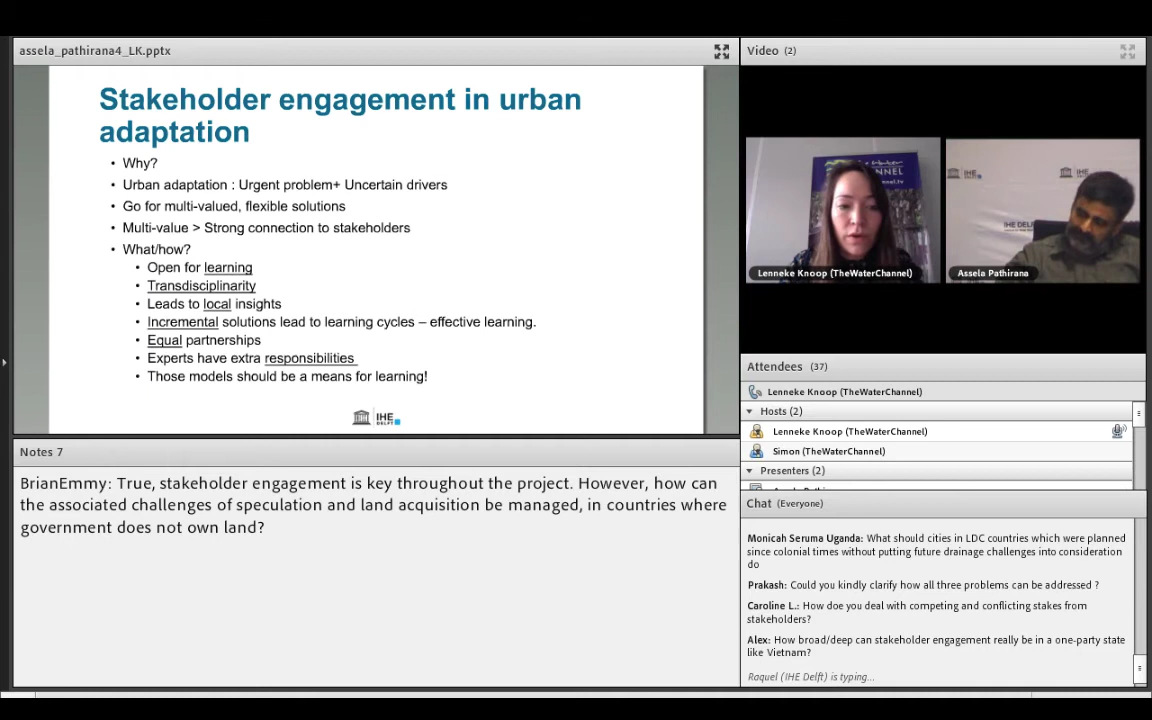 assela_pathirana4_LK.pptx
Stakeholder engagement in urban
adaptation
• Why?
• Urban adaptation : Urgent problem+ Uncertain drivers
• Go for multi-valued, flexible solutions
• Multi-value > Strong connection to stakeholders
• What/how?
• Open for learning
• Transdisciplinarity
• Leads to local insights
• Incremental solutions lead to learning cycles – effective learning.
• Equal partnerships
• Experts have extra responsibilities
• Those models should be a means for learning!
IHE
DELFT
Notes 7
BrianEmmy: True, stakeholder engagement is key throughout the project. However, how can
the associated challenges of speculation and land acquisition be managed, in countries where
government does not own land?
Video (2)
Lenneke Knoop (TheWaterChannel)
IHE DEL
Assela Pathirana
Attendees (37)
Lenneke Knoop (TheWaterChannel)
Hosts (2)
Lenneke Knoop (TheWaterChannel)
Simon (TheWaterChannel)
Presenters (2)
Chat (Everyone)
Monicah Seruma Uganda: What should cities in LDC countries which were planned
since colonial times without putting future drainage challenges into consideration
do
Prakash: Could you kindly clarify how all three problems can be addressed ?
Caroline L.: How doe you deal with competing and conflicting stakes from
stakeholders?
Alex: How broad/deep can stakeholder engagement really be in a one-party state
like Vietnam?
Raquel (IHE Delft) is typing...